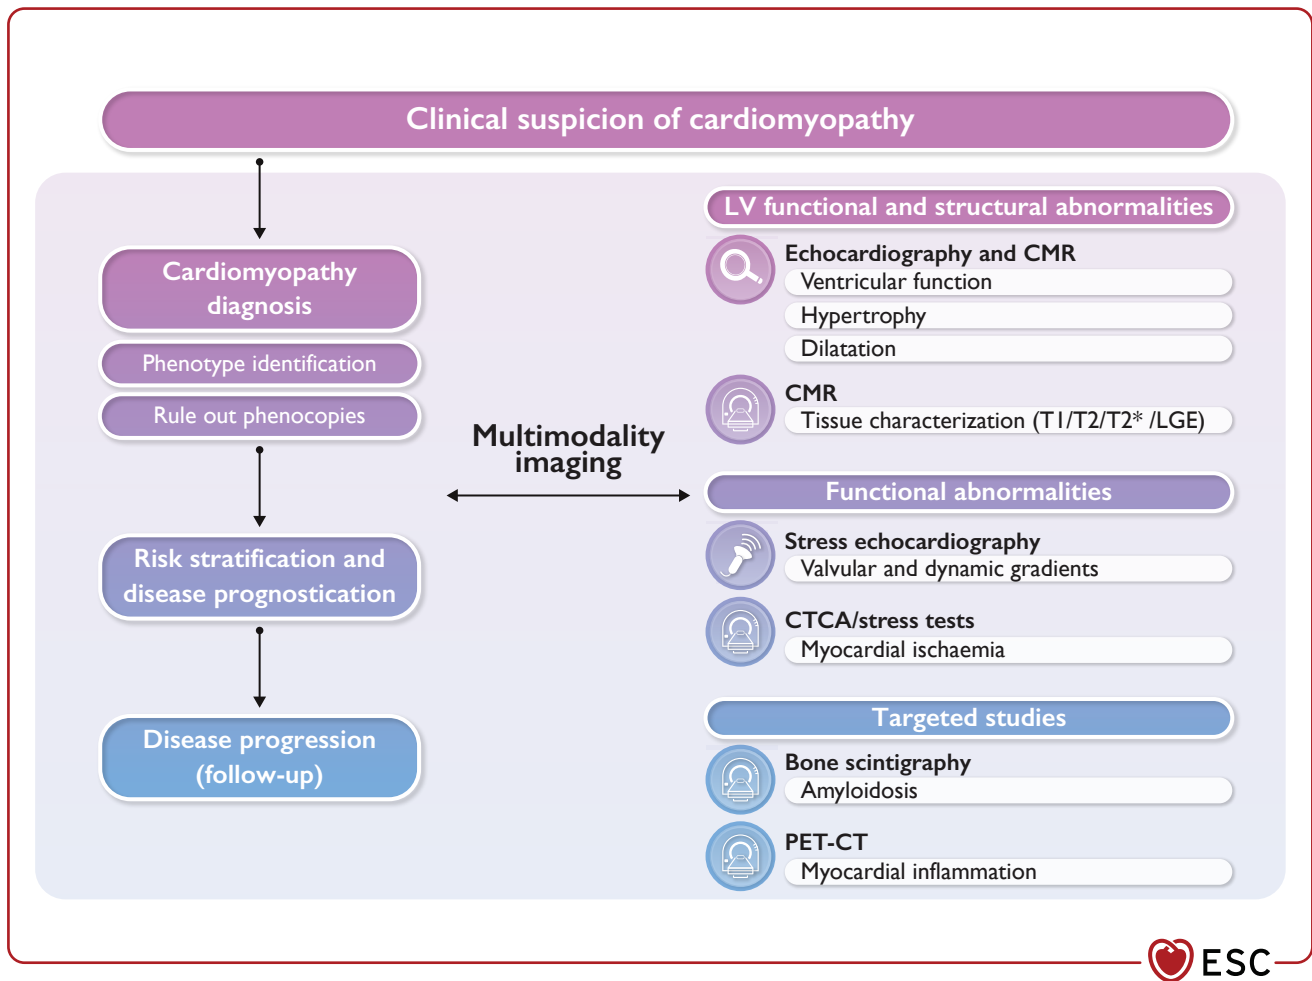 Clinical suspicion of cardiomyopathy
Cardiomyopathy
diagnosis
Phenotype identification
Rule out phenocopies
Risk stratification and
disease prognostication
Disease progression
(follow-up)
Multimodality
imaging
LV functional and structural abnormalities
Echocardiography and CMR
Ventricular function
Hypertrophy
Dilatation
CMR
Tissue characterization (T1/T2/T2* /LGE)
Functional abnormalities
Stress echocardiography
Valvular and dynamic gradients
CTCA/stress tests
Myocardial ischaemia
Targeted studies
Bone scintigraphy
Amyloidosis
PET-CT
Myocardial inflammation
ESC